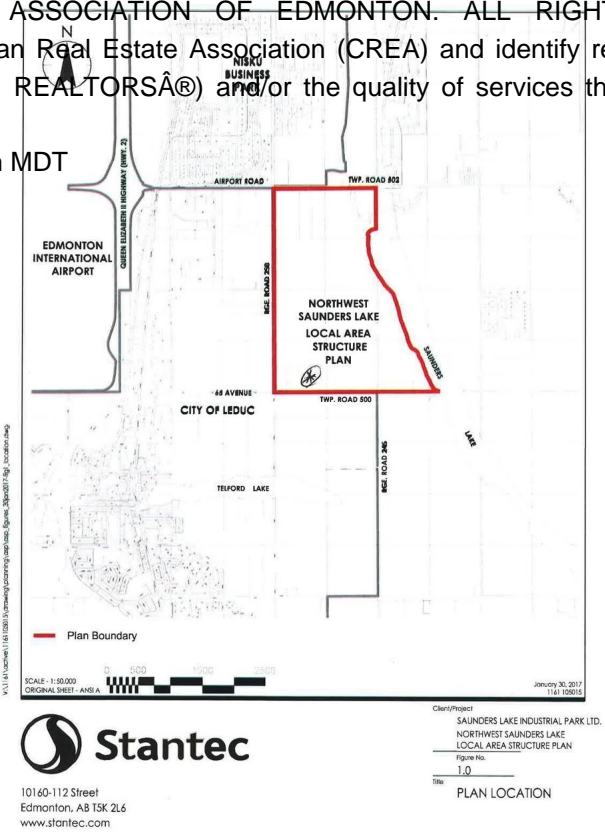 ASSOCIATION OF EDMONTON. ALL RIGHT
an Real Estate Association (CREA) and identify re
REALTORSÂ®) and/or the quality of services th
MDT
N
NISKU
BUSINESS
PARK
QUEEN ELIZABETH II HIGHWAY (HWY. 2)
AIRPORT ROAD
TWP. ROAD 502
EDMONTON
INTERNATIONAL
AIRPORT
RGE. ROAD 250
NORTHWEST
SAUNDERS LAKE
LOCAL AREA
STRUCTURE
PLAN
SAUNDERS
LAKE
65 AVENUE
TWP. ROAD 500
CITY OF LEDUC
RGE. ROAD 245
TELFORD LAKE
Plan Boundary
0 500 1500 2500
SCALE - 1: 50,000
ORIGINAL SHEET - ANSI A
January 30, 2017
1161 105015
Stantec
10160-112 Street
Edmonton, AB T5K 2L6
www.stantec.com
Client/Project
SAUNDERS LAKE INDUSTRIAL PARK LTD.
NORTHWEST SAUNDERS LAKE
LOCAL AREA STRUCTURE PLAN
Figure No.
1.0
Title
PLAN LOCATION